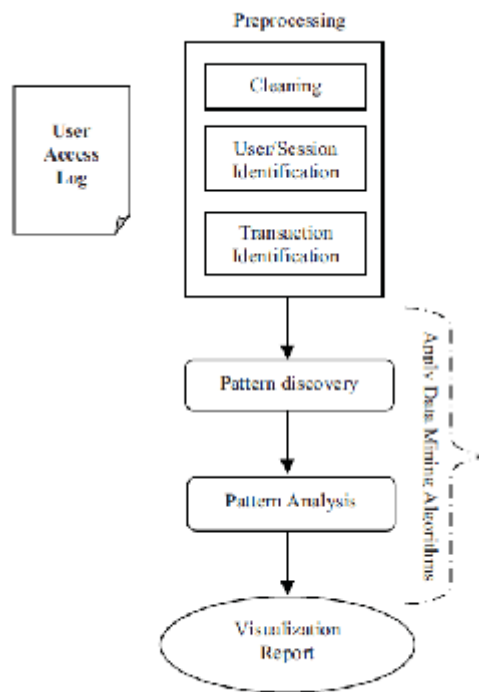 Preprocessing
User
Access
Log
Cleaning
User/Session
Identification
Transaction
Identification
Pattern discovery
Pattern Analysis
Apply Data Mining Algorithms
Visualization
Report